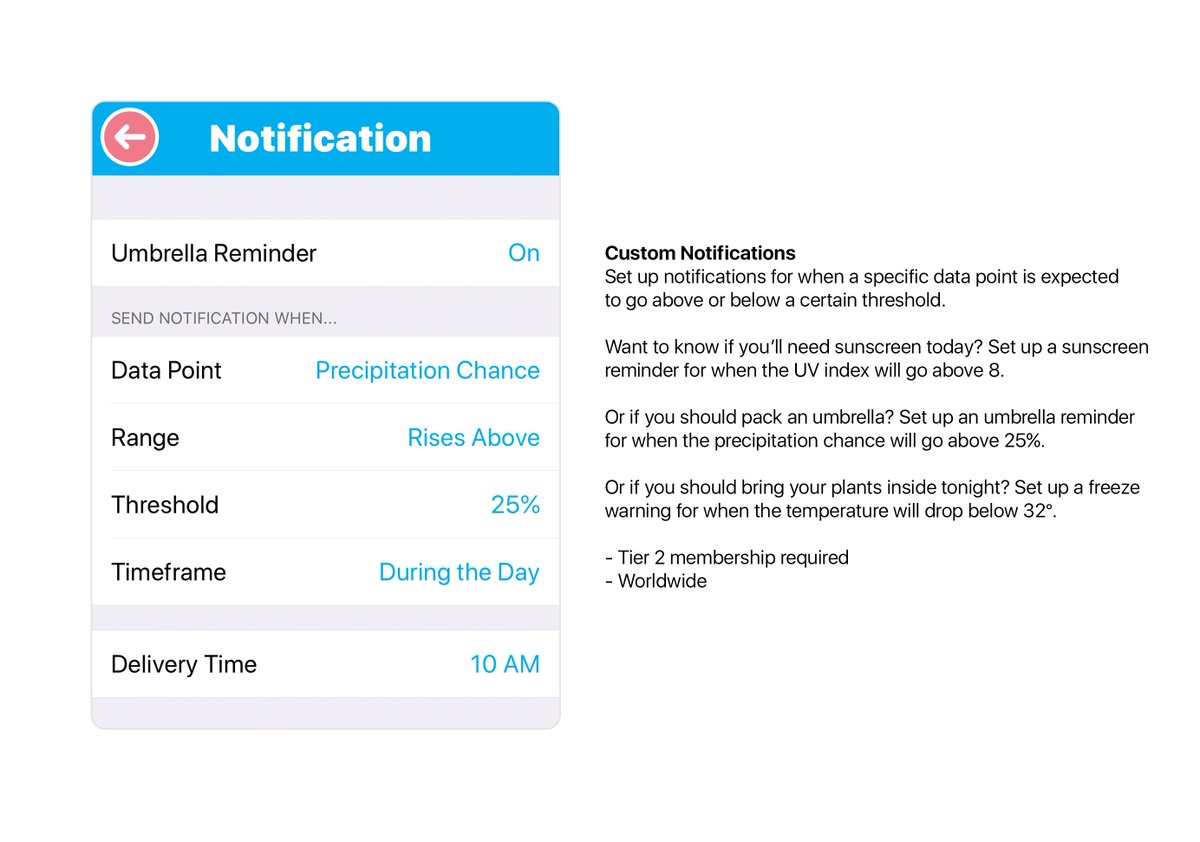 Notification
Umbrella Reminder On
SEND NOTIFICATION WHEN...
Data Point Precipitation Chance
Range Rises Above
Threshold 25%
Timeframe During the Day
Delivery Time 10 AM
Custom Notifications
Set up notifications for when a specific data point is expected
to go above or below a certain threshold.
Want to know if you’ll need sunscreen today? Set up a sunscreen
reminder for when the UV index will go above 8.
Or if you should pack an umbrella? Set up an umbrella reminder
for when the precipitation chance will go above 25%.
Or if you should bring your plants inside tonight? Set up a freeze
warning for when the temperature will drop below 32°.
- Tier 2 membership required
- Worldwide